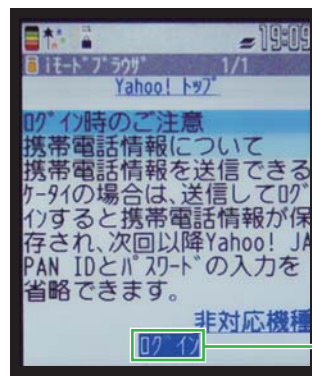 19:09
iモードブラウザ 1/1
Yahoo! トップ
ログイン時のご注意
携帯電話情報について
携帯電話情報を送信できる
ケータイの場合は、送信してログ
インすると携帯電話情報が保
存され、次回以降Yahoo! JA
PAN IDとパスワードの入力を
省略できます。
非対応機種
ログイン